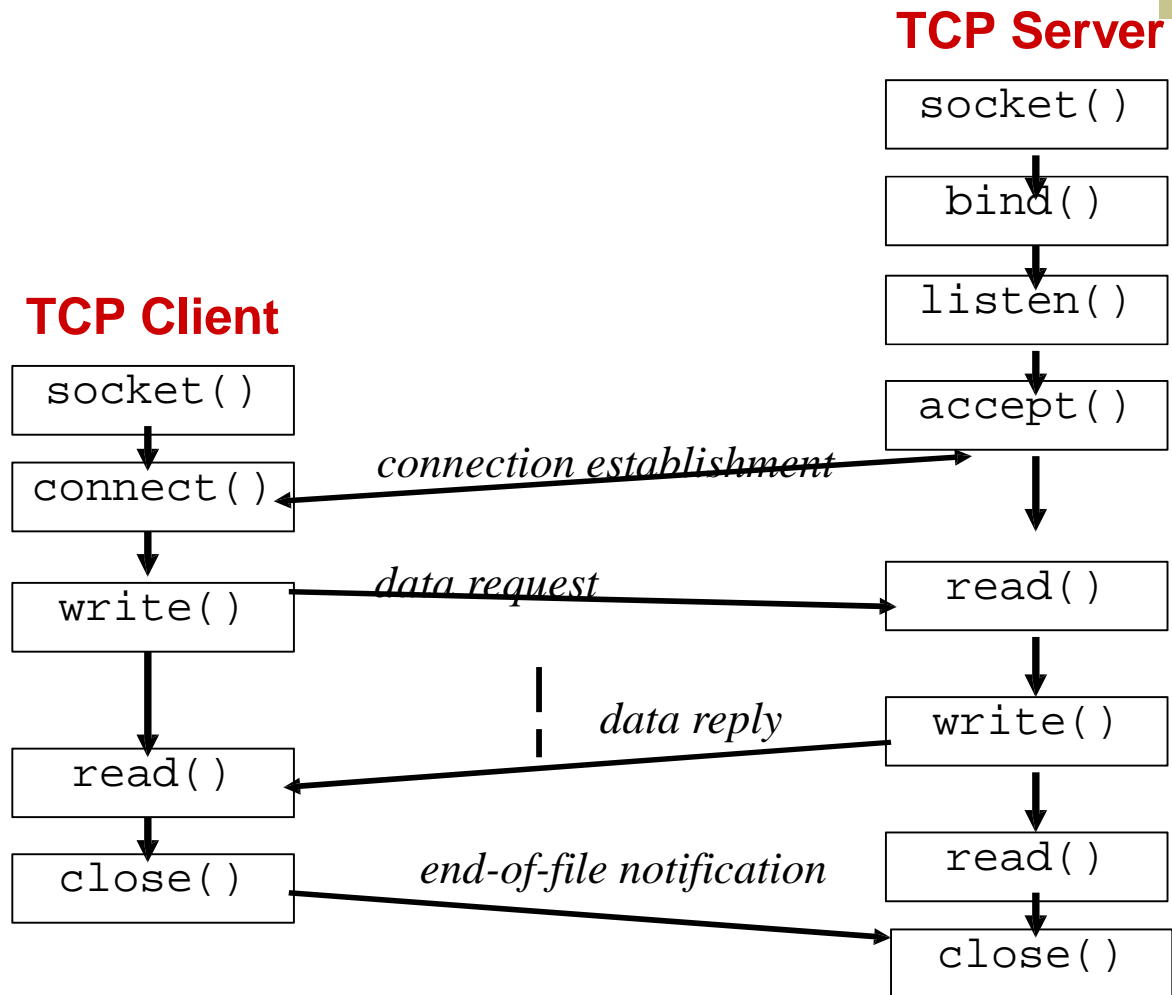 TCP Server
socket()
bind()
listen()
TCP Client
socket()
accept()
connection establishment
connect()
data request
write()
read()
data reply
write()
read()
read()
end-of-file notification
close()
close()